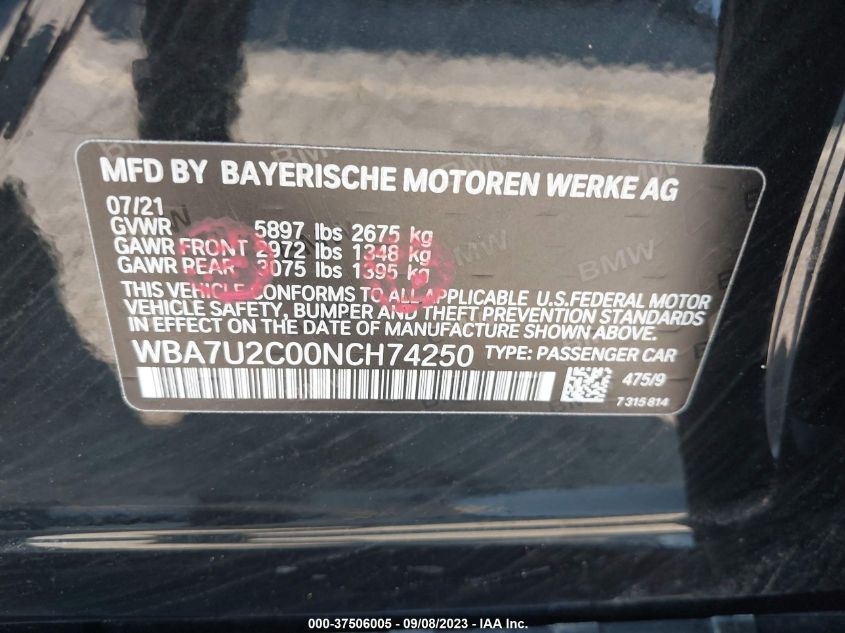 MFD BY BAYERISCHE MOTOREN WERKE AG
07/21
GVWR 5897 lbs 2675 kg
GAWR FRONT 2972 lbs 1348 kg
GAWR REAR 3075 lbs 1395 kg
THIS VEHICLE CONFORMS TO ALL APPLICABLE U.S.FEDERAL MOTOR
VEHICLE SAFETY, BUMPER AND THEFT PREVENTION STANDARDS
IN EFFECT ON THE DATE OF MANUFACTURE SHOWN ABOVE.
WBA7U2C00NCH74250 TYPE: PASSENGER CAR
475/9
7 315 814
000-37506005 - 09/08/2023 - IAA Inc.